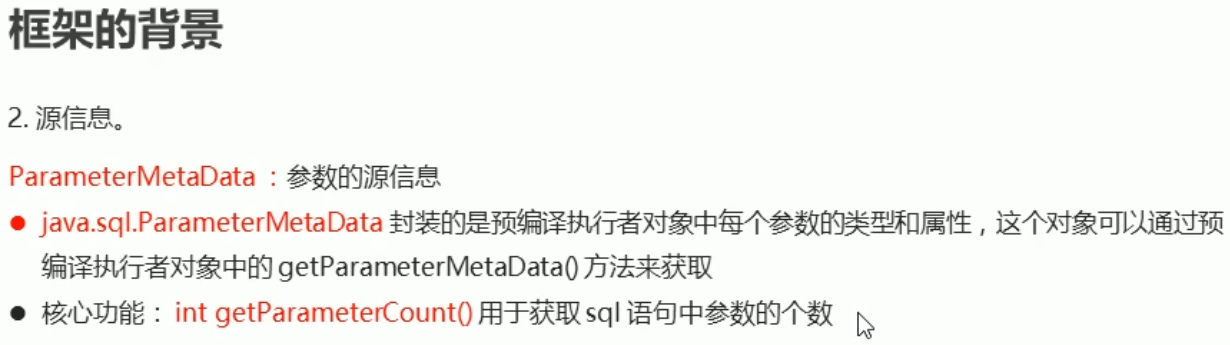 框架的背景
2. 源信息。
ParameterMetaData ：参数的源信息
● java.sql.ParameterMetaData 封装的是预编译执行者对象中每个参数的类型和属性，这个对象可以通过预
编译执行者对象中的 getParameterMetaData() 方法来获取
● 核心功能： int getParameterCount() 用于获取 sql 语句中参数的个数